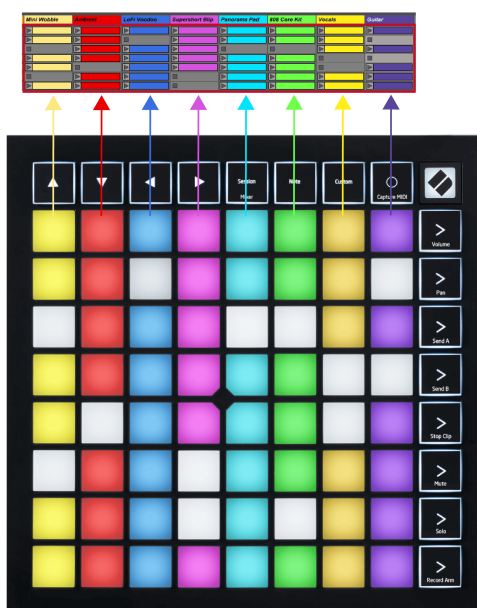 Mini Wobble
Ambient
LoFi Voodoo
Supershort Blip
Panorama Pad
808 Core Kit
Vocals
Guitar
Session
Mixer
Note
Custom
Capture MIDI
Volume
Pan
Send A
Send B
Stop Clip
Mute
Solo
Record Arm